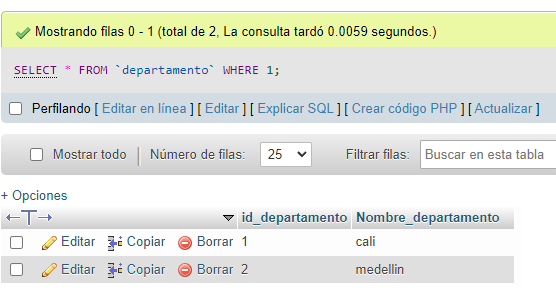 Mostrando filas 0 - 1 (total de 2, La consulta tardó 0.0059 segundos.)
SELECT * FROM `departamento` WHERE 1;
Perfilando [ Editar en línea ] [ Editar ] [ Explicar SQL ] [ Crear código PHP ] [ Actualizar ]
Mostrar todo | Número de filas: 25 Filtrar filas: Buscar en esta tabla
+ Opciones
←T→ id_departamento Nombre_departamento
Editar Copiar Borrar 1 cali
Editar Copiar Borrar 2 medellin